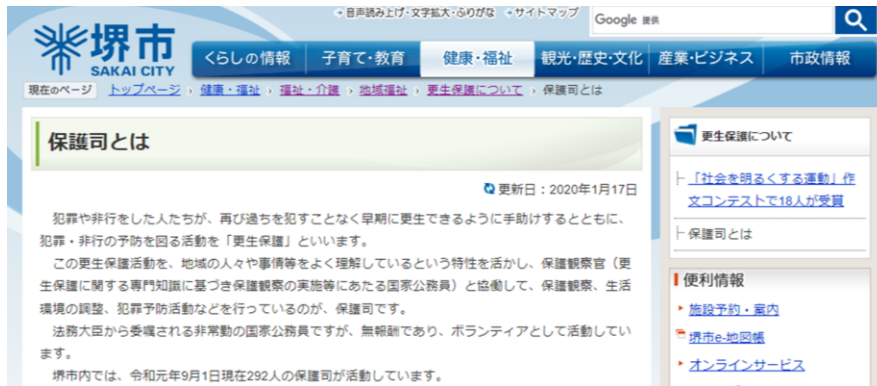 音声読み上げ・文字拡大・ふりがな サイトマップ
Google 提供
堺市
SAKAI CITY
くらしの情報 子育て・教育 健康・福祉 観光・歴史・文化 産業・ビジネス 市政情報
現在のページ トップページ 健康・福祉 福祉・介護 地域福祉 更生保護について 保護司とは
保護司とは
更新日：2020年1月17日
犯罪や非行をした人たちが、再び過ちを犯すことなく早期に更生できるように手助けするとともに、
犯罪・非行の予防を図る活動を「更生保護」といいます。
この更生保護活動を、地域の人々や事情等をよく理解しているという特性を活かし、保護観察官（更
生保護に関する専門知識に基づき保護観察の実施等にあたる国家公務員）と協働して、保護観察、生活
環境の調整、犯罪予防活動などを行っているのが、保護司です。
法務大臣から委嘱される非常勤の国家公務員ですが、無報酬であり、ボランティアとして活動してい
ます。
堺市内では、令和元年9月1日現在292人の保護司が活動しています。
更生保護について
「社会を明るくする運動」作
文コンテストで18人が受賞
保護司とは
便利情報
施設予約・案内
堺市e-地図帳
オンラインサービス